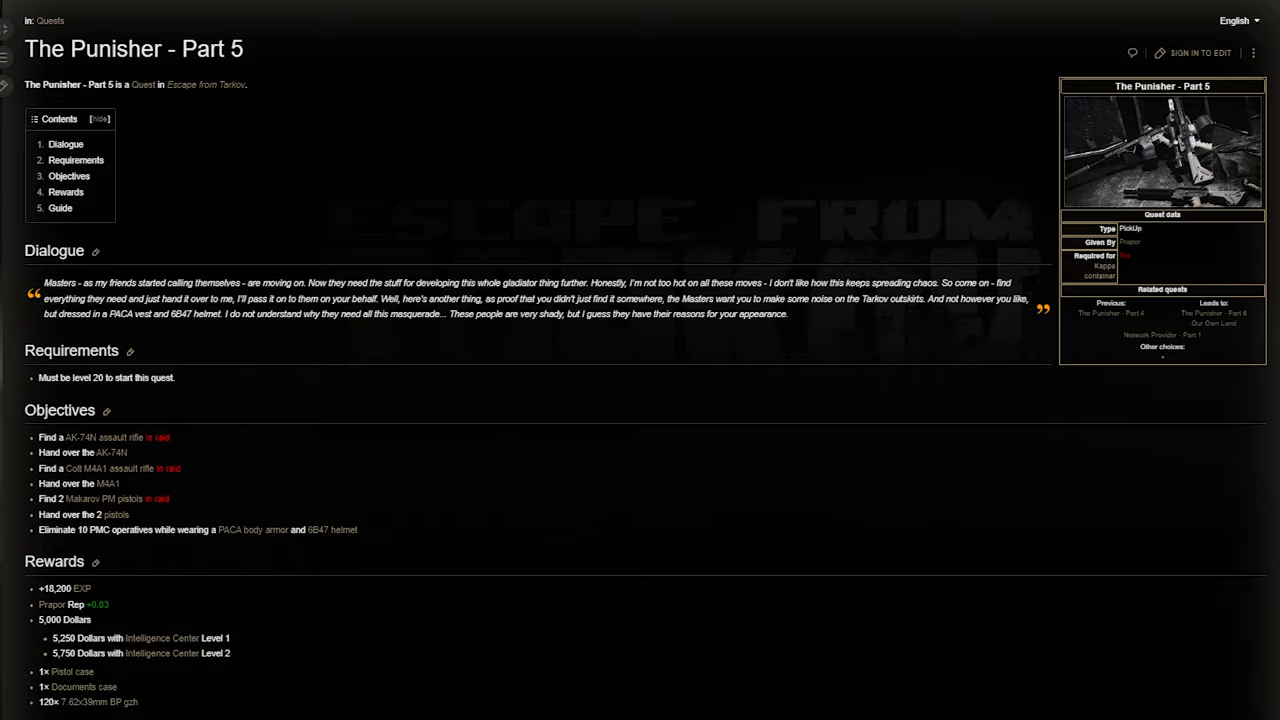 in: Quests
English
The Punisher - Part 5
SIGN IN TO EDIT
The Punisher - Part 5 is a Quest in Escape from Tarkov.
Contents [hide]
1. Dialogue
2. Requirements
3. Objectives
4. Rewards
5. Guide
The Punisher - Part 5
Quest data
Type PickUp
Given By Prapor
Required for Kappa container Yes
Related quests
Previous: Leads to:
The Punisher - Part 4 The Punisher - Part 6
Our Own Land
Network Provider - Part 1
Other choices:
-
ESCAPE FROM
TARKOV
Dialogue
“ Masters - as my friends started calling themselves - are moving on. Now they need the stuff for developing this whole gladiator thing further. Honestly, I'm not too hot on all these moves - I don't like how this keeps spreading chaos. So come on - find
everything they need and just hand it over to me, I'll pass it on to them on your behalf. Well, here's another thing, as proof that you didn't just find it somewhere, the Masters want you to make some noise on the Tarkov outskirts. And not however you like,
but dressed in a PACA vest and 6B47 helmet. I do not understand why they need all this masquerade... These people are very shady, but I guess they have their reasons for your appearance. ”
Requirements
• Must be level 20 to start this quest.
Objectives
• Find a AK-74N assault rifle in raid
• Hand over the AK-74N
• Find a Colt M4A1 assault rifle in raid
• Hand over the M4A1
• Find 2 Makarov PM pistols in raid
• Hand over the 2 pistols
• Eliminate 10 PMC operatives while wearing a PACA body armor and 6B47 helmet
Rewards
• +18,200 EXP
• Prapor Rep +0.03
• 5,000 Dollars
• 5,250 Dollars with Intelligence Center Level 1
• 5,750 Dollars with Intelligence Center Level 2
• 1× Pistol case
• 1× Documents case
• 120× 7.62x39mm BP gzh